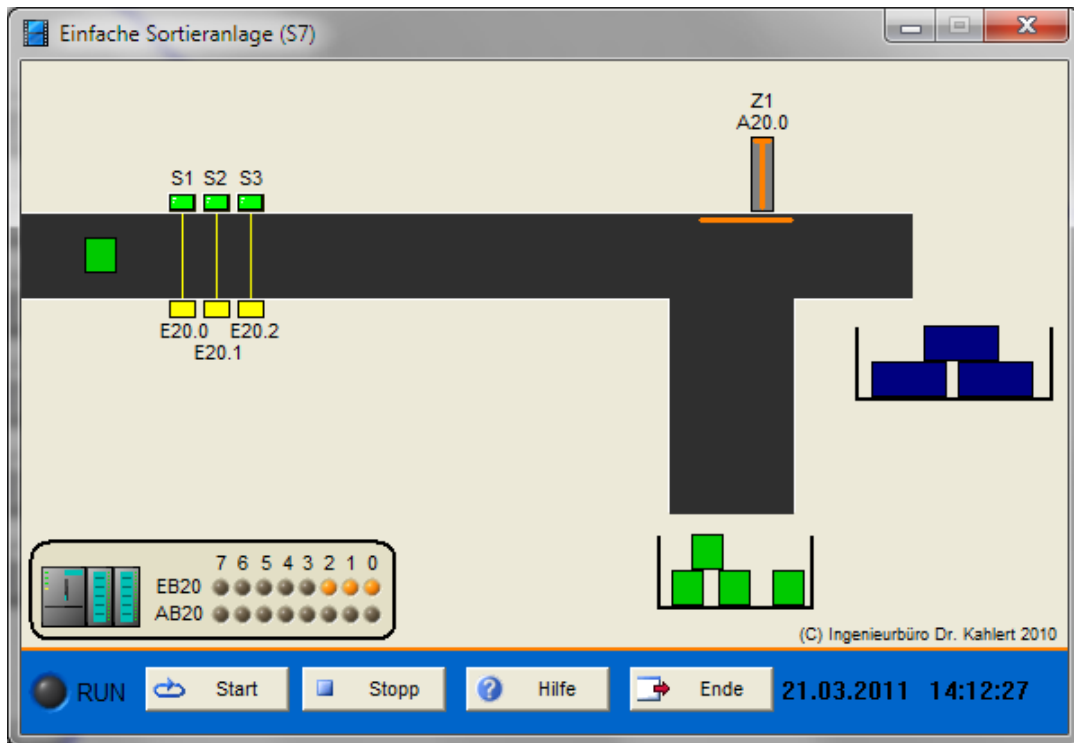 Einfache Sortieranlage (S7)
Z1
A20.0
S1 S2 S3
E20.0 E20.2
E20.1
7 6 5 4 3 2 1 0
EB20
AB20
(C) Ingenieurbüro Dr. Kahlert 2010
RUN Start Stopp Hilfe Ende 21.03.2011 14:12:27